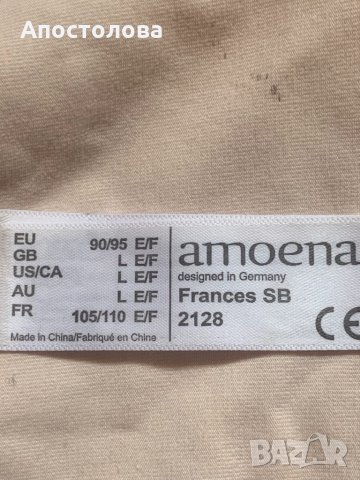 Апостолова
EU 90/95 E/F
GB L E/F
US/CA L E/F
AU L E/F
FR 105/110 E/F
Made in China/Fabriqué en Chine
amoena
designed in Germany
Frances SB
2128 CE
BAZAR